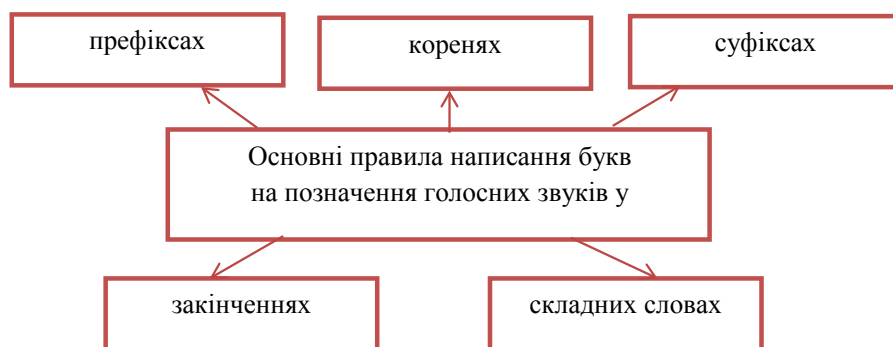 префіксах
коренях
суфіксах
Основні правила написання букв
на позначення голосних звуків у
закінченнях
складних словах